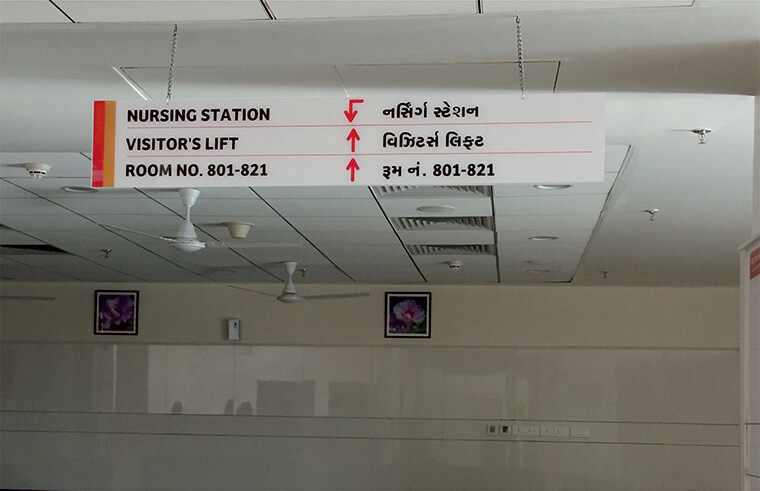 NURSING STATION નર્સિંગ સ્ટેશન
VISITOR'S LIFT વિઝિટર્સ લિફ્ટ
ROOM NO. 801-821 રૂમ નં. 801-821